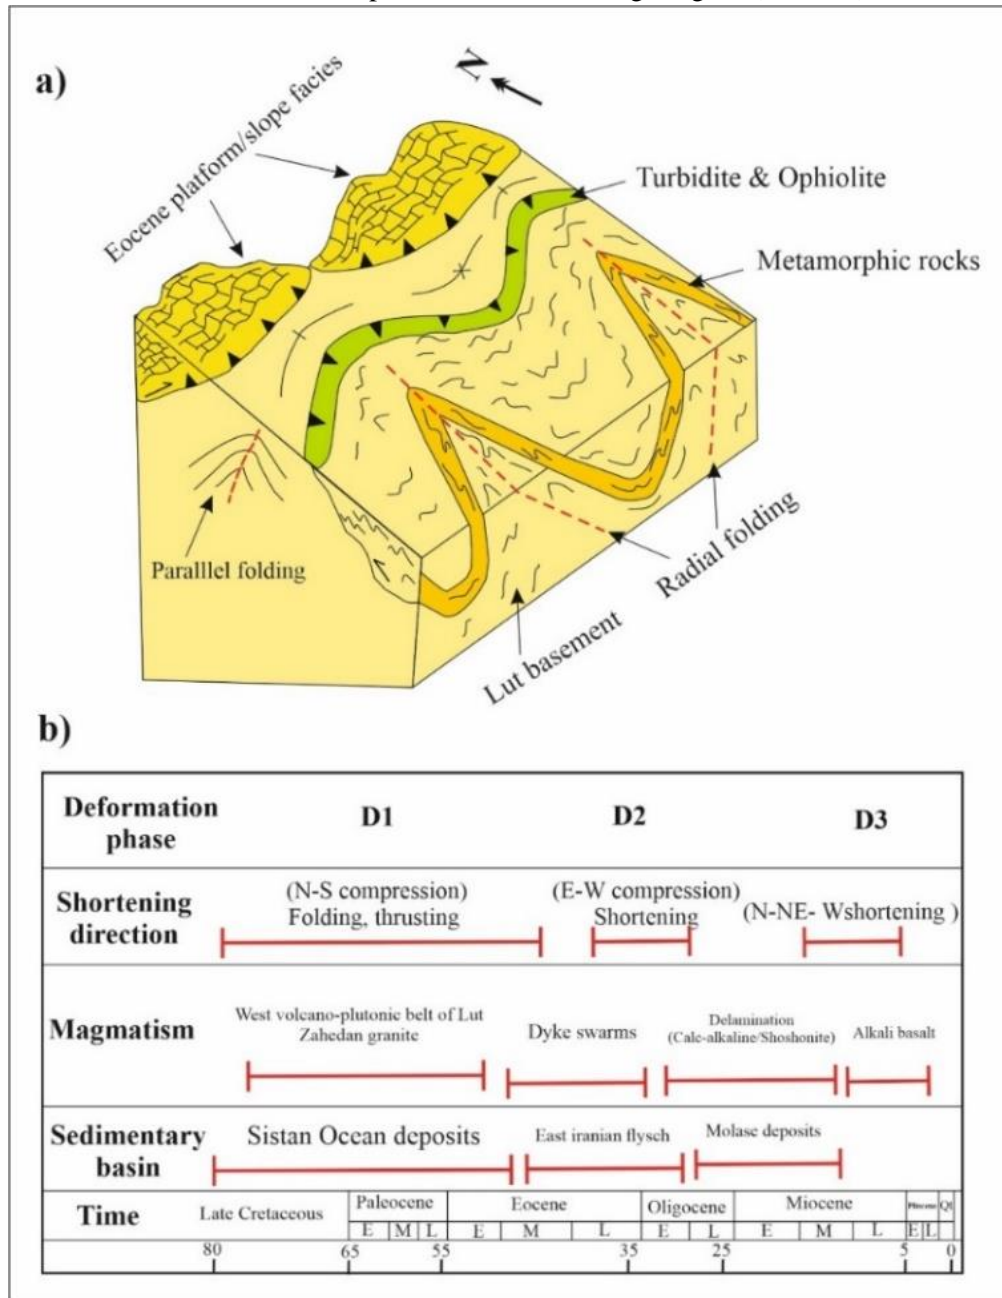 a)
N
Eocene platform/slope facies
Turbidite & Ophiolite
Metamorphic rocks
Paralllel folding
Radial folding
Lut basement
b)
Deformation
phase
D1
D2
D3
Shortening
direction
(N-S compression)
Folding, thrusting
(E-W compression)
Shortening
(N-NE- Wshortening )
Magmatism
West volcano-plutonic belt of Lut
Zahedan granite
Dyke swarms
Delamination
(Calc-alkaline/Shoshonite)
Alkali basalt
Sedimentary
basin
Sistan Ocean deposits
East iranian flysch
Molase deposits
Time
Late Cretaceous
Paleocene
Eocene
Oligocene
Miocene
Pliocene
E M L E M L E L E M L E L
80 65 55 35 25 5 0